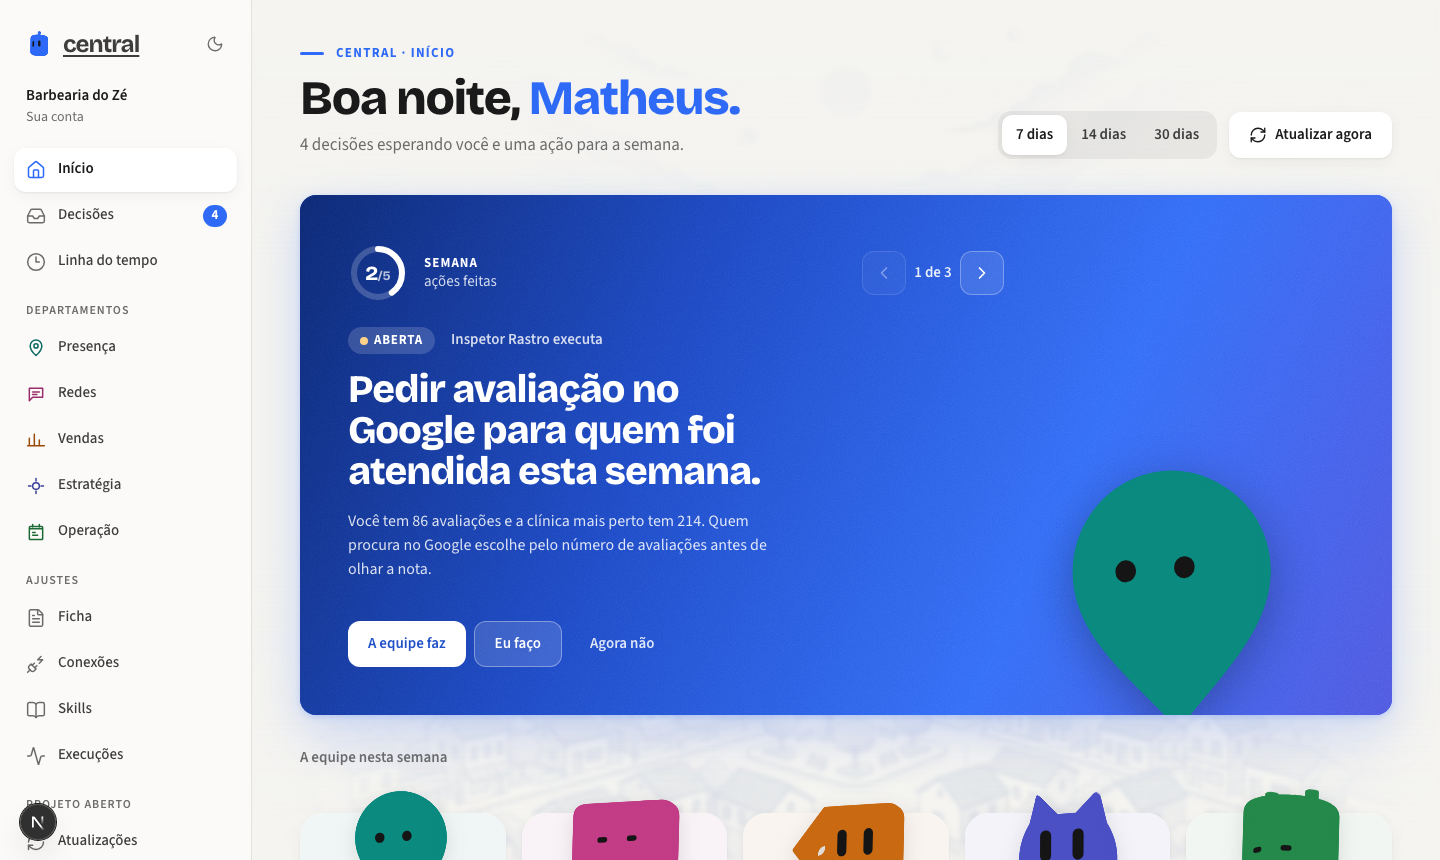 central
Barbearia do Zé
Sua conta
Início
Decisões 4
Linha do tempo
DEPARTAMENTOS
Presença
Redes
Vendas
Estratégia
Operação
AJUSTES
Ficha
Conexões
Skills
Execuções
PROJETO ABERTO
N
Atualizações
CENTRAL · INÍCIO
Boa noite, Matheus.
4 decisões esperando você e uma ação para a semana.
7 dias 14 dias 30 dias Atualizar agora
2/5 SEMANA
ações feitas
1 de 3
ABERTA Inspetor Rastro executa
Pedir avaliação no
Google para quem foi
atendida esta semana.
Você tem 86 avaliações e a clínica mais perto tem 214. Quem
procura no Google escolhe pelo número de avaliações antes de
olhar a nota.
A equipe faz Eu faço Agora não
A equipe nesta semana